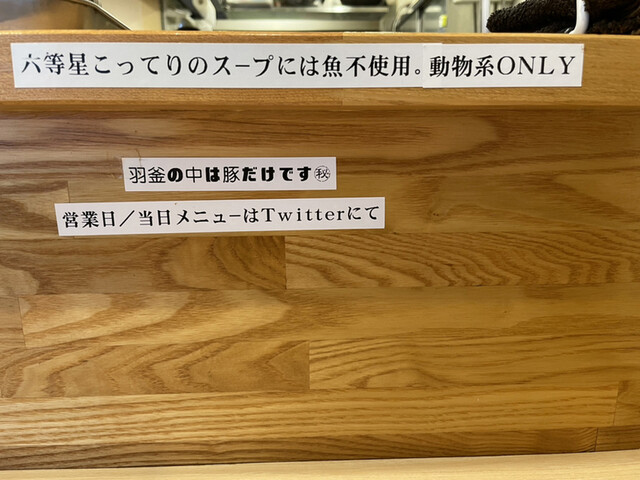 六等星こってりのスープには魚不使用。動物系ONLY
羽釜の中は豚だけです㊙
営業日／当日メニューはTwitterにて